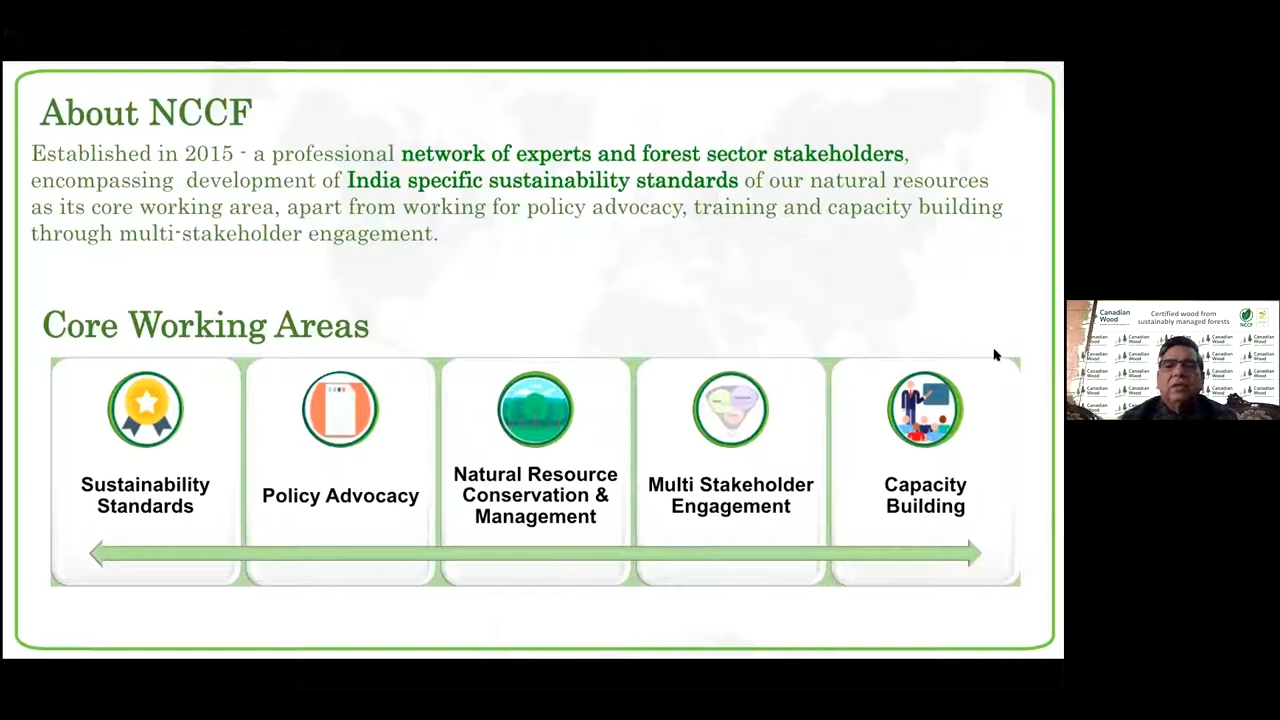 About NCCF
Established in 2015 - a professional network of experts and forest sector stakeholders,
encompassing development of India specific sustainability standards of our natural resources
as its core working area, apart from working for policy advocacy, training and capacity building
through multi-stakeholder engagement.
Core Working Areas
Sustainability
Standards
Policy Advocacy
Natural Resource
Conservation &
Management
Multi Stakeholder
Engagement
Capacity
Building
Canadian
Wood
Certified wood from
sustainably managed forests
NCCF